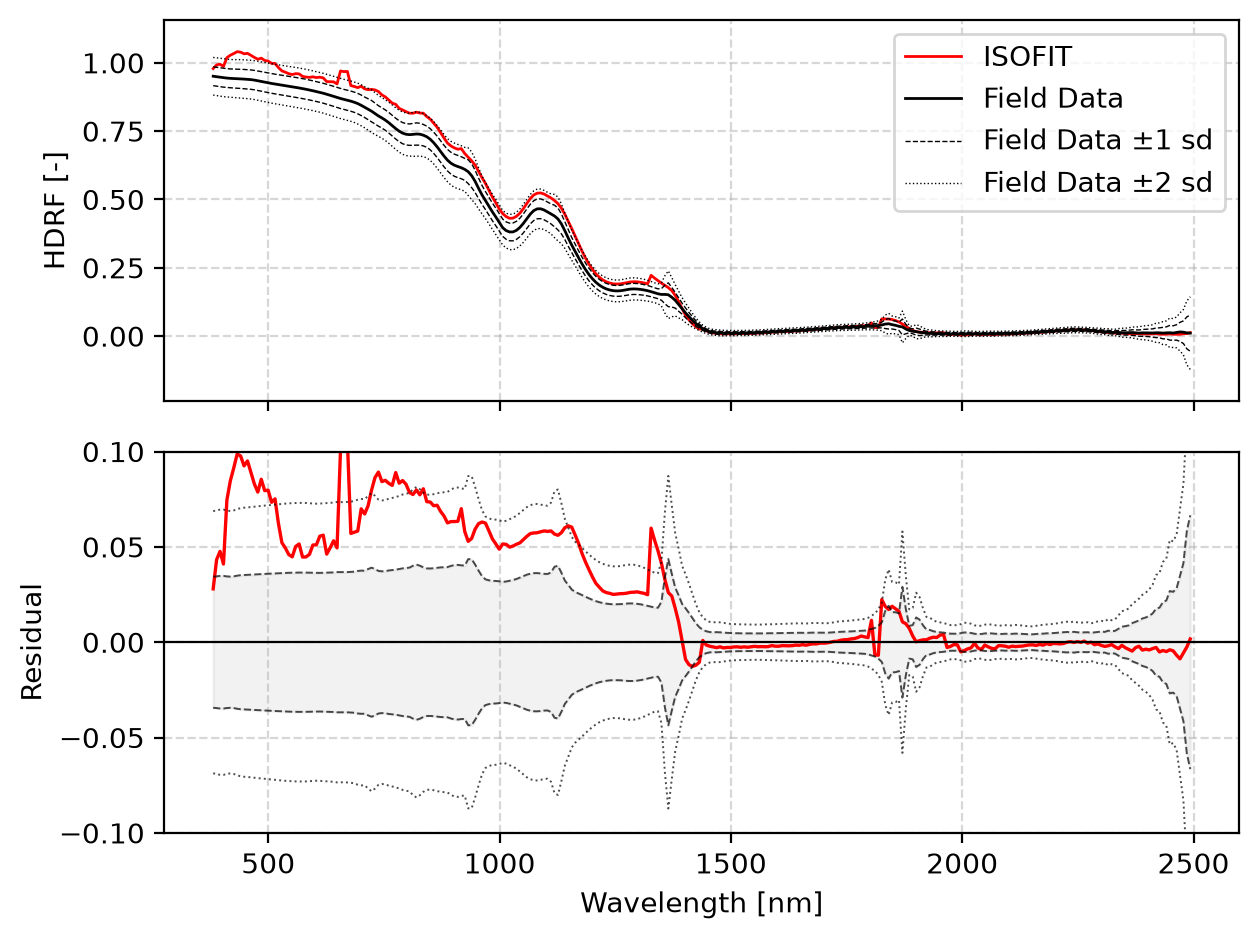 1.00
0.75
0.50
0.25
0.00
HDRF [-]
ISOFIT
Field Data
Field Data ±1 sd
Field Data ±2 sd
0.10
0.05
0.00
−0.05
−0.10
Residual
500
1000
1500
2000
2500
Wavelength [nm]